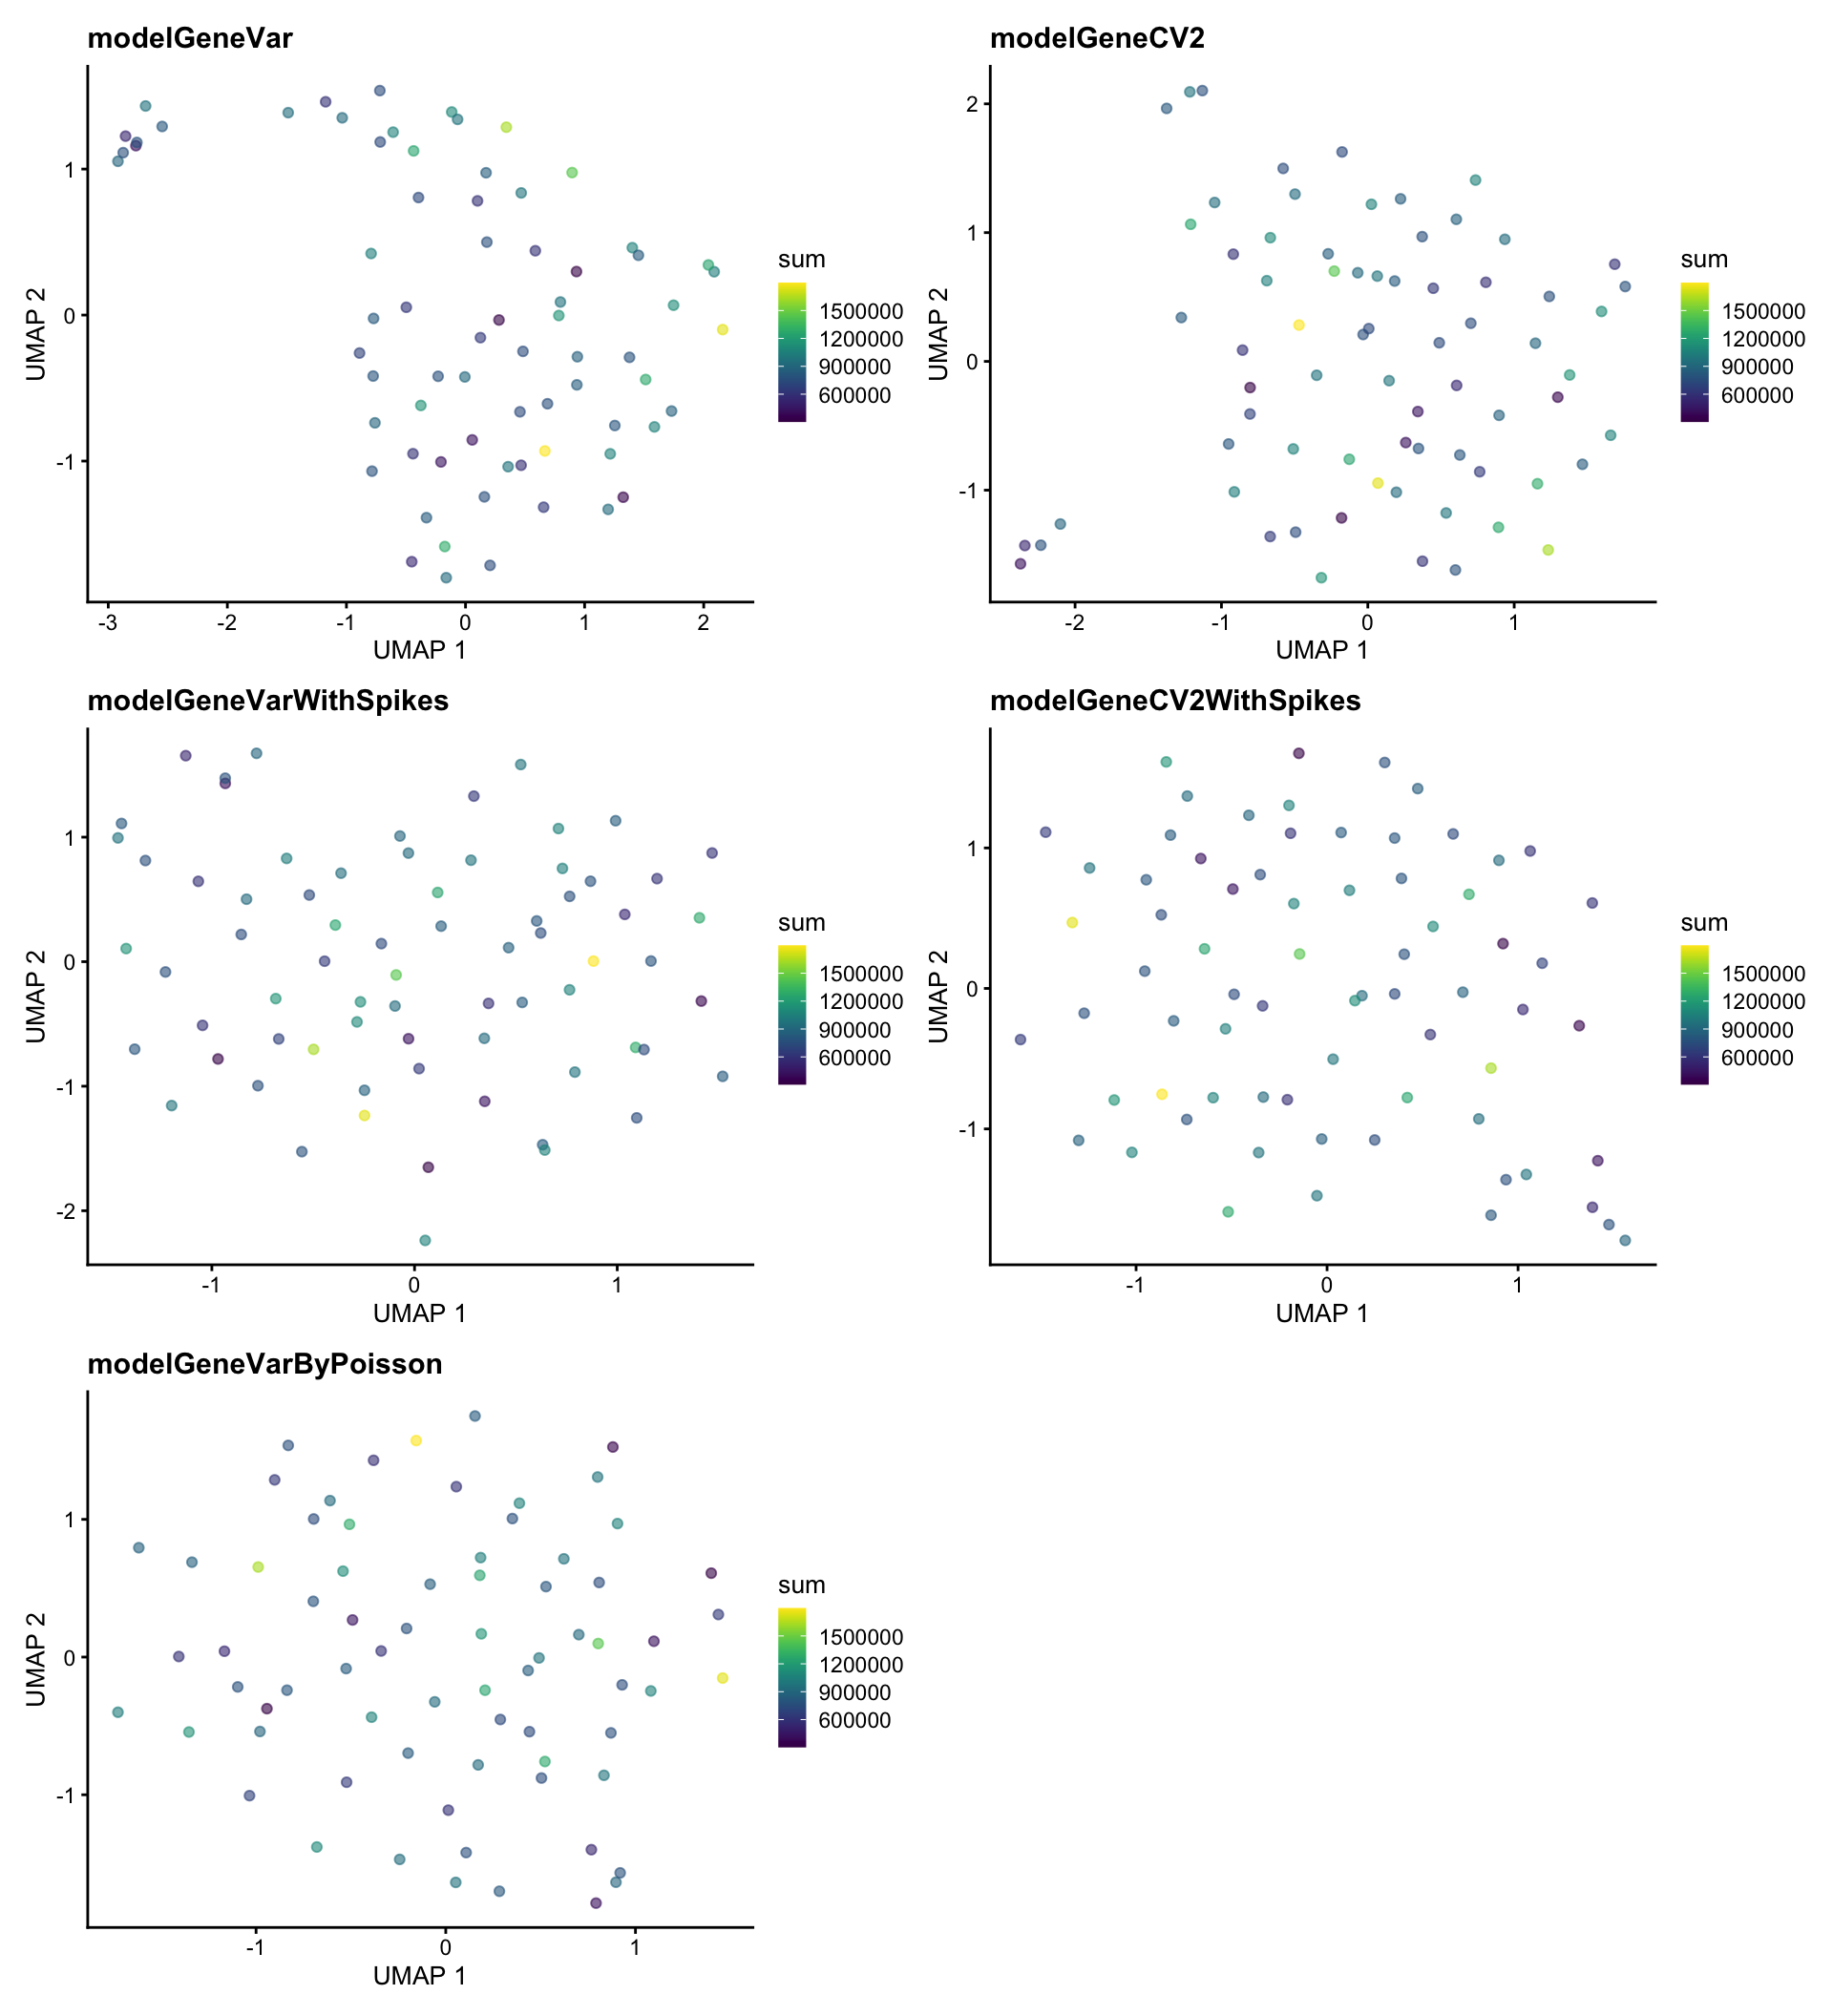 modelGeneVar
UMAP 2
1
0
-1
-3 -2 -1 0 1 2
UMAP 1
sum
1500000
1200000
900000
600000
modelGeneCV2
UMAP 2
2
1
0
-1
-2 -1 0 1
UMAP 1
sum
1500000
1200000
900000
600000
modelGeneVarWithSpikes
UMAP 2
1
0
-1
-2
-1 0 1
UMAP 1
sum
1500000
1200000
900000
600000
modelGeneCV2WithSpikes
UMAP 2
1
0
-1
-1 0 1
UMAP 1
sum
1500000
1200000
900000
600000
modelGeneVarByPoisson
UMAP 2
1
0
-1
-1 0 1
UMAP 1
sum
1500000
1200000
900000
600000